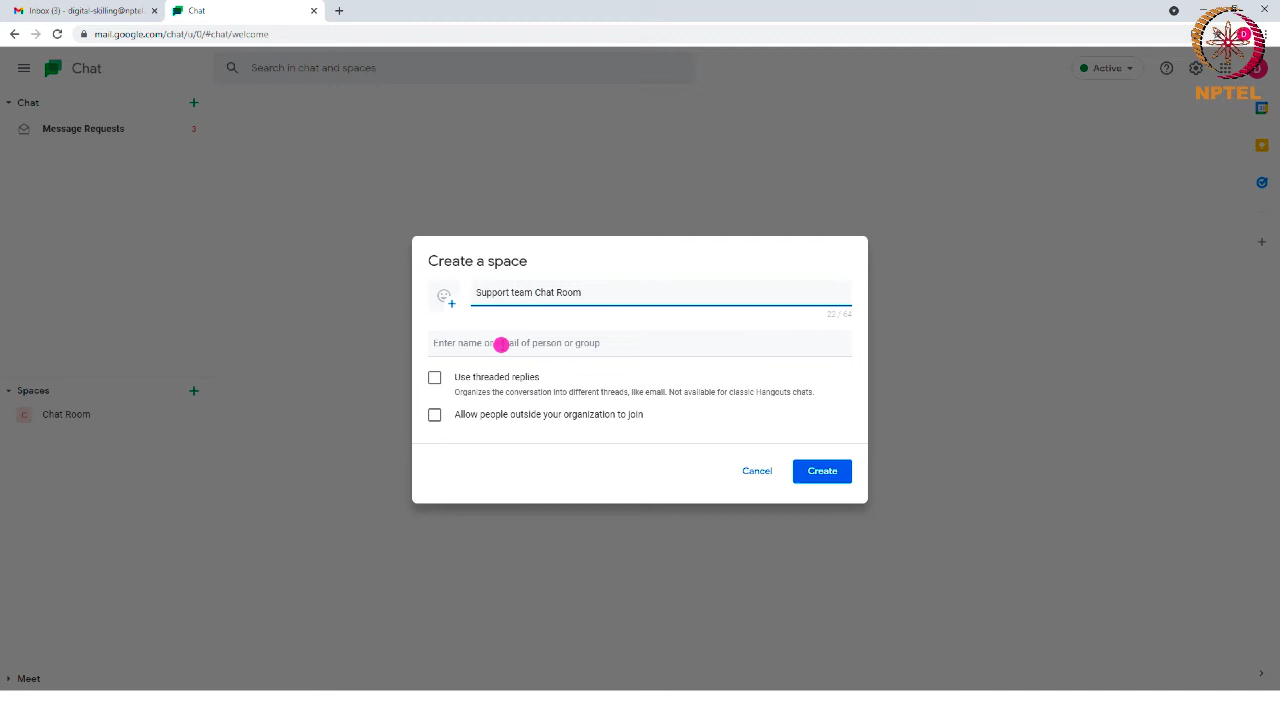 Inbox (3) - digital-skilling@nptel
Chat
mail.google.com/chat/u/0/#chat/welcome
D
Chat
Search in chat and spaces
Active
NPTEL
Chat
Message Requests 3
Create a space
Support team Chat Room
22 / 64
Enter name or email of person or group
Use threaded replies
Organizes the conversation into different threads, like email. Not available for classic Hangouts chats.
Allow people outside your organization to join
Spaces
C Chat Room
Cancel
Create
Meet